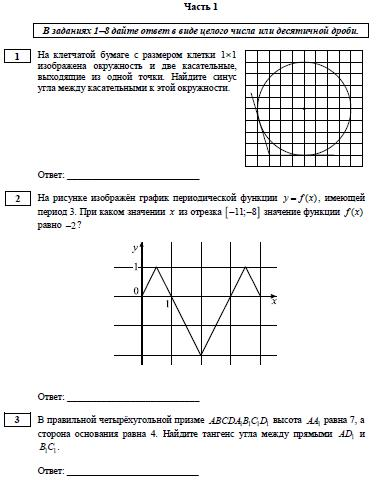 Часть 1
В заданиях 1–8 дайте ответ в виде целого числа или десятичной дроби.
1
На клетчатой бумаге с размером клетки 1×1
изображена окружность и две касательные,
выходящие из одной точки. Найдите синус
угла между касательными к этой окружности.
Ответ: ___________________________
2
На рисунке изображён график периодической функции y = f(x), имеющей
период 3. При каком значении x из отрезка [−11;−8] значение функции f(x)
равно −2?
y
1
0
1
x
Ответ: ___________________________
3
В правильной четырёхугольной призме ABCDA₁B₁C₁D₁ высота AA₁ равна 7, а
сторона основания равна 4. Найдите тангенс угла между прямыми AD₁ и
B₁C₁.
Ответ: ___________________________